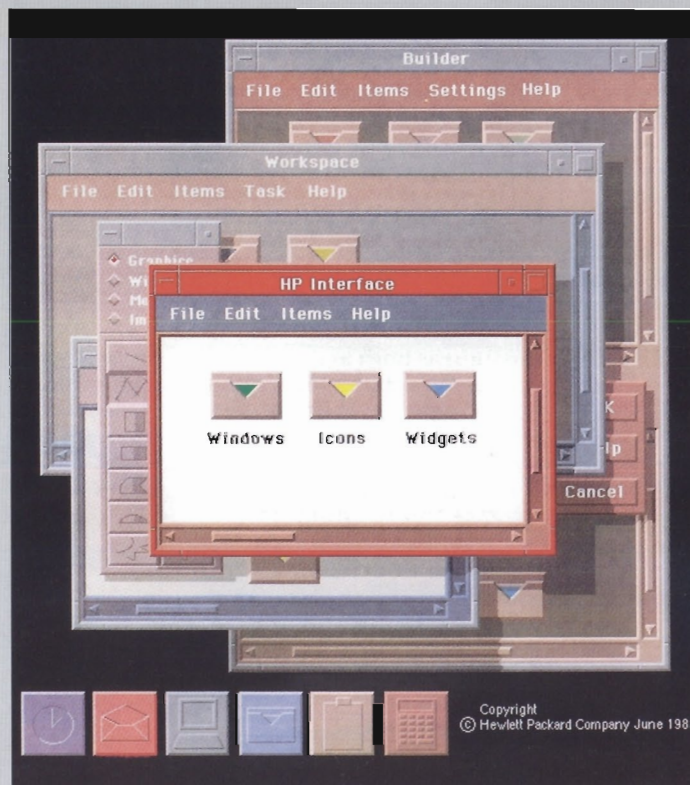 Builder
File Edit Items Settings Help
Workspace
File Edit Items Task Help
Graphics
HP Interface
File Edit Items Help
Windows Icons Widgets
Cancel
Copyright
© Hewlett Packard Company June 198